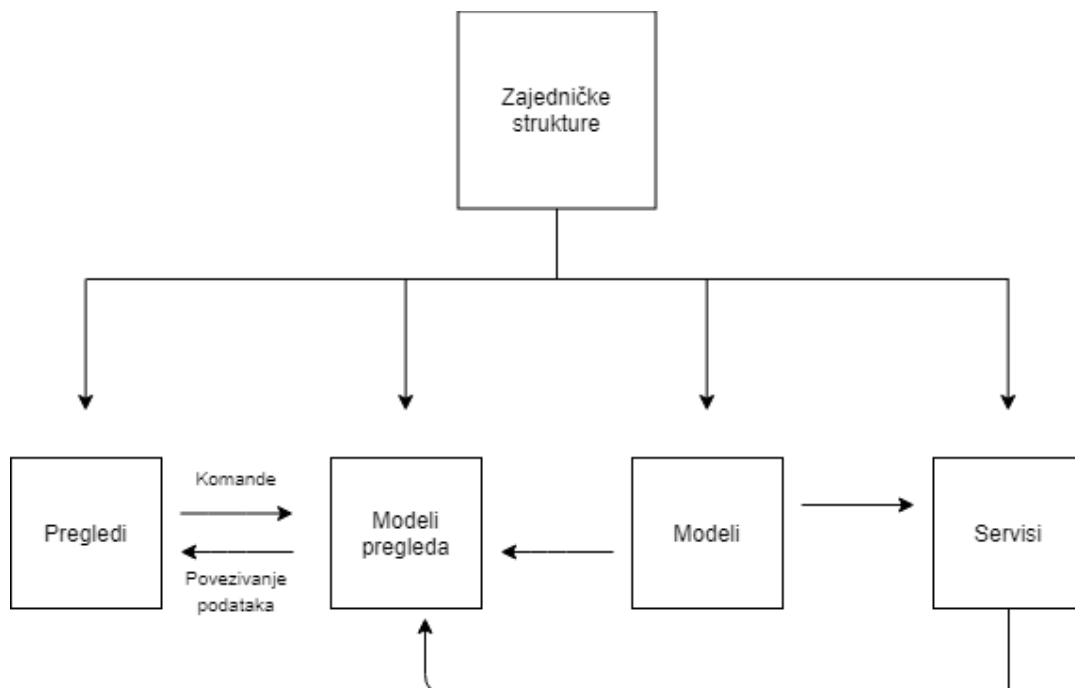 Zajedničke
strukture
Komande
Pregledi
Povezivanje
podataka
Modeli
pregleda
Modeli
Servisi